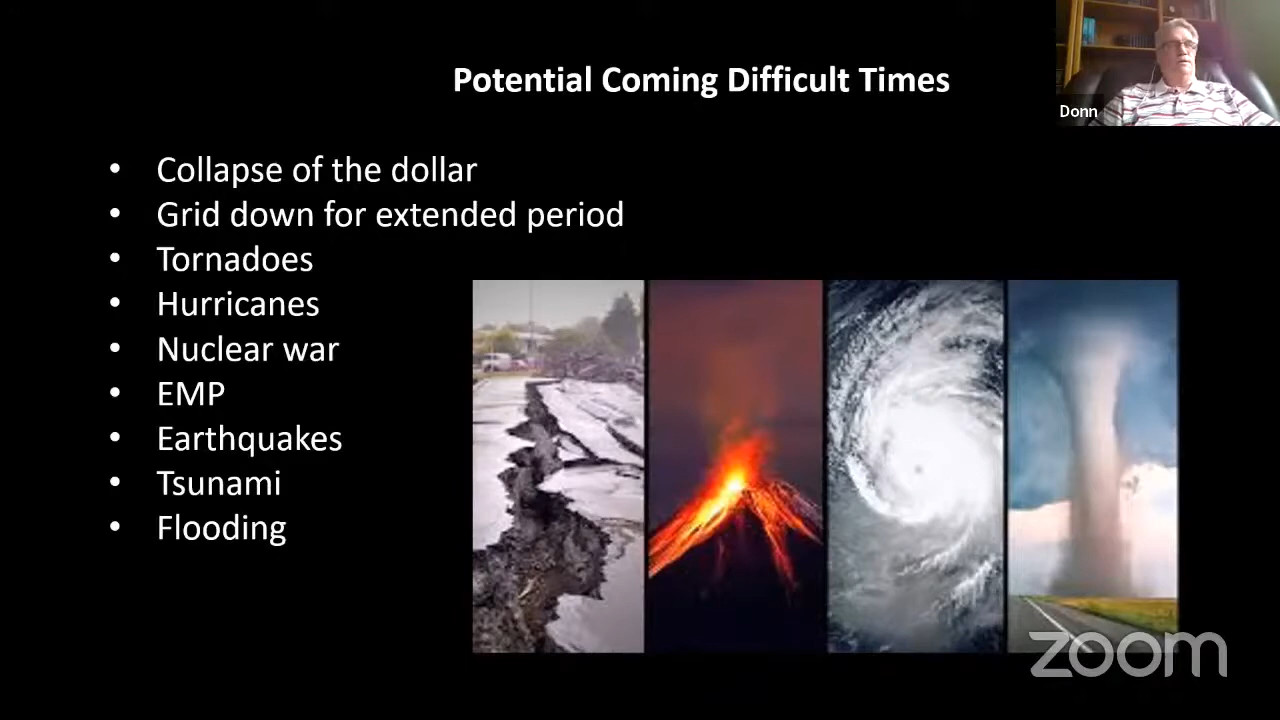 Potential Coming Difficult Times
Donn
• Collapse of the dollar
• Grid down for extended period
• Tornadoes
• Hurricanes
• Nuclear war
• EMP
• Earthquakes
• Tsunami
• Flooding
zoom